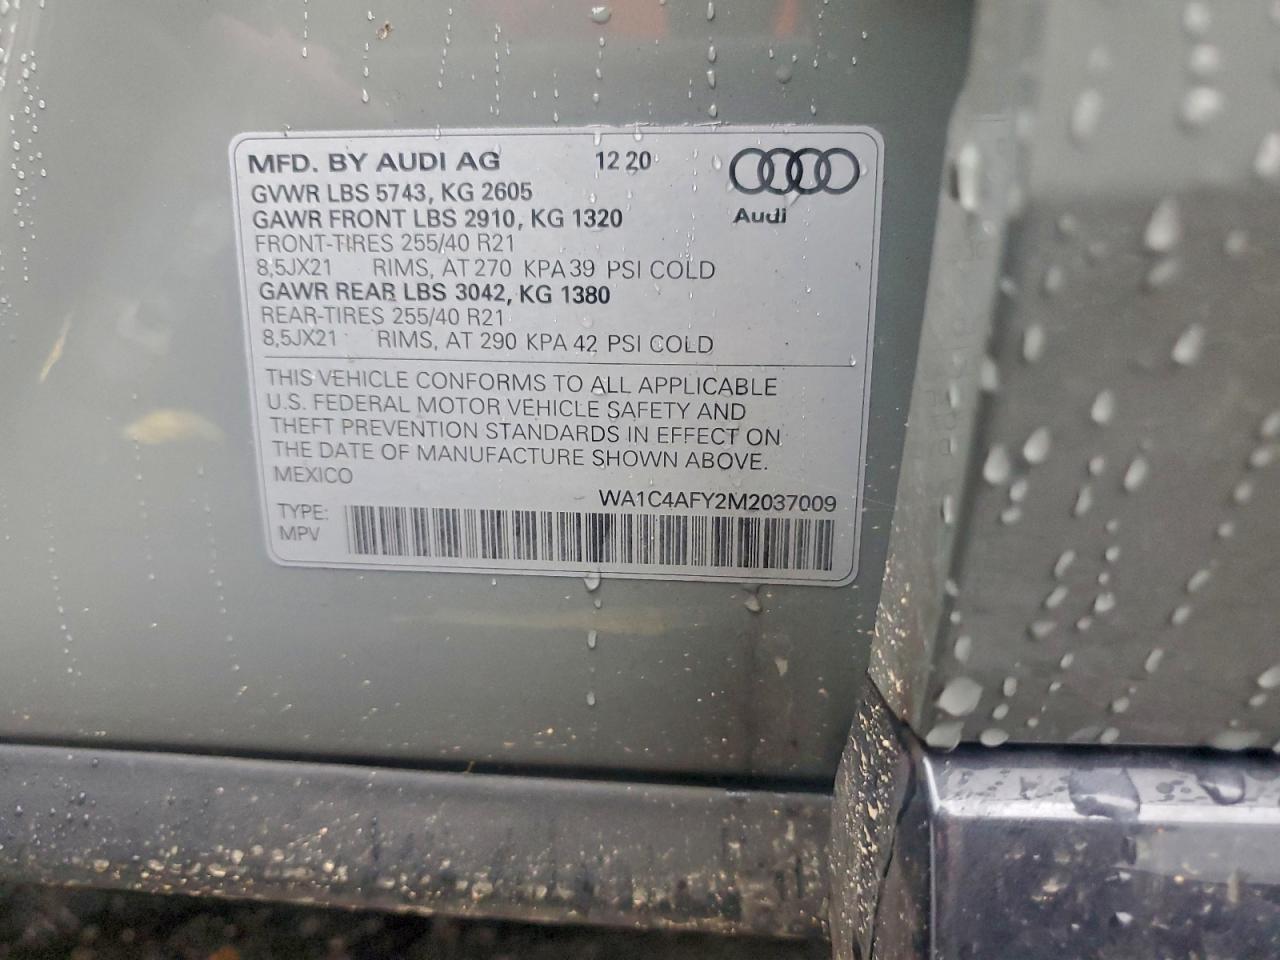 MFD. BY AUDI AG 12 20
GVWR LBS 5743, KG 2605
GAWR FRONT LBS 2910, KG 1320
Audi
FRONT-TIRES 255/40 R21
8,5JX21 RIMS, AT 270 KPA 39 PSI COLD
GAWR REAR LBS 3042, KG 1380
REAR-TIRES 255/40 R21
8,5JX21 RIMS, AT 290 KPA 42 PSI COLD
THIS VEHICLE CONFORMS TO ALL APPLICABLE
U.S. FEDERAL MOTOR VEHICLE SAFETY AND
THEFT PREVENTION STANDARDS IN EFFECT ON
THE DATE OF MANUFACTURE SHOWN ABOVE.
MEXICO
WA1C4AFY2M2037009
TYPE:
MPV